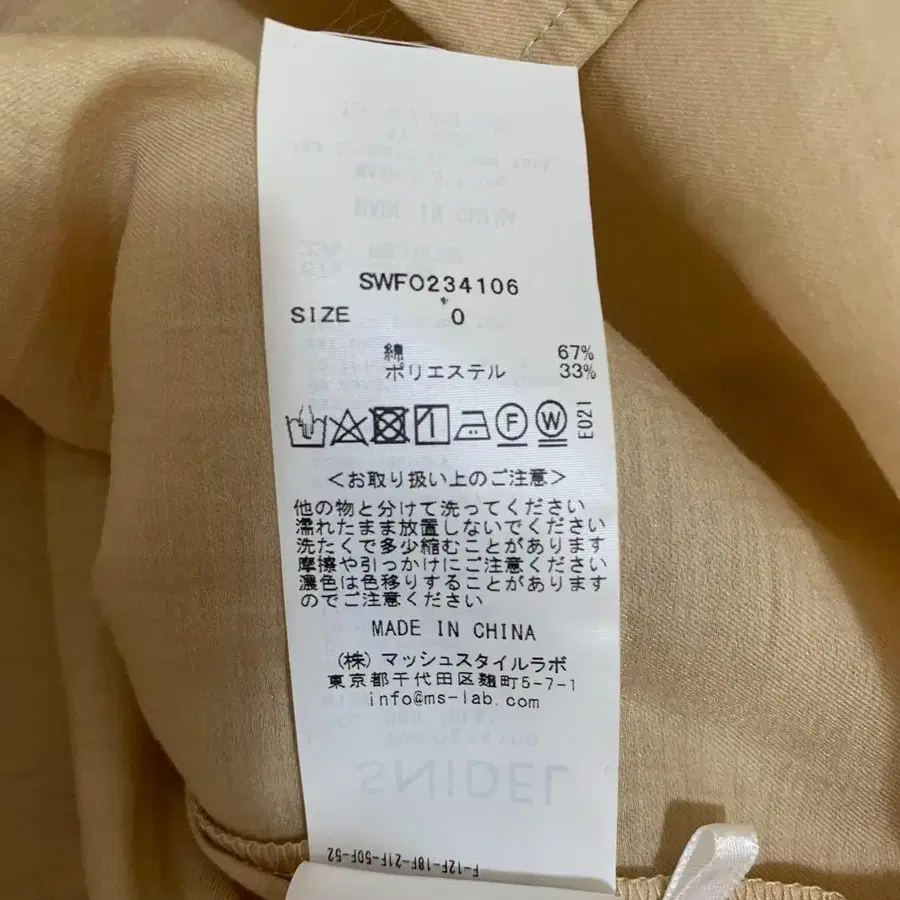 SWFO234106
SIZE 0
綿 67%
ポリエステル 33%
F W E021
<お取り扱い上のご注意>
他の物と分けて洗ってください
濡れたまま放置しないでください
洗たくで多少縮むことがあります
摩擦や引っかけにご注意ください
濃色は色移りすることがあります
のでご注意ください
MADE IN CHINA
(株)マッシュスタイルラボ
東京都千代田区麹町5-7-1
info@ms-lab.com
SNIDEL
F-12F-18F-21F-50F-52